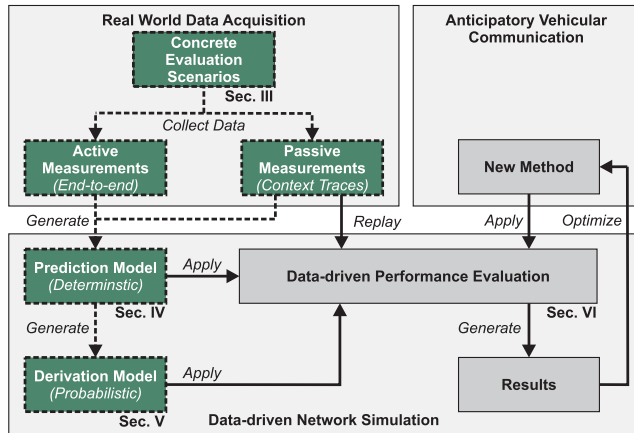 Real World Data Acquisition
Concrete
Evaluation
Scenarios
Sec. III
Collect Data
Active
Measurements
(End-to-end)
Passive
Measurements
(Context Traces)
Anticipatory Vehicular
Communication
New Method
Generate
Replay
Apply
Optimize
Prediction Model
(Determinstic)
Sec. IV
Apply
Data-driven Performance Evaluation
Sec. VI
Generate
Generate
Derivation Model
(Probabilistic)
Sec. V
Apply
Results
Data-driven Network Simulation